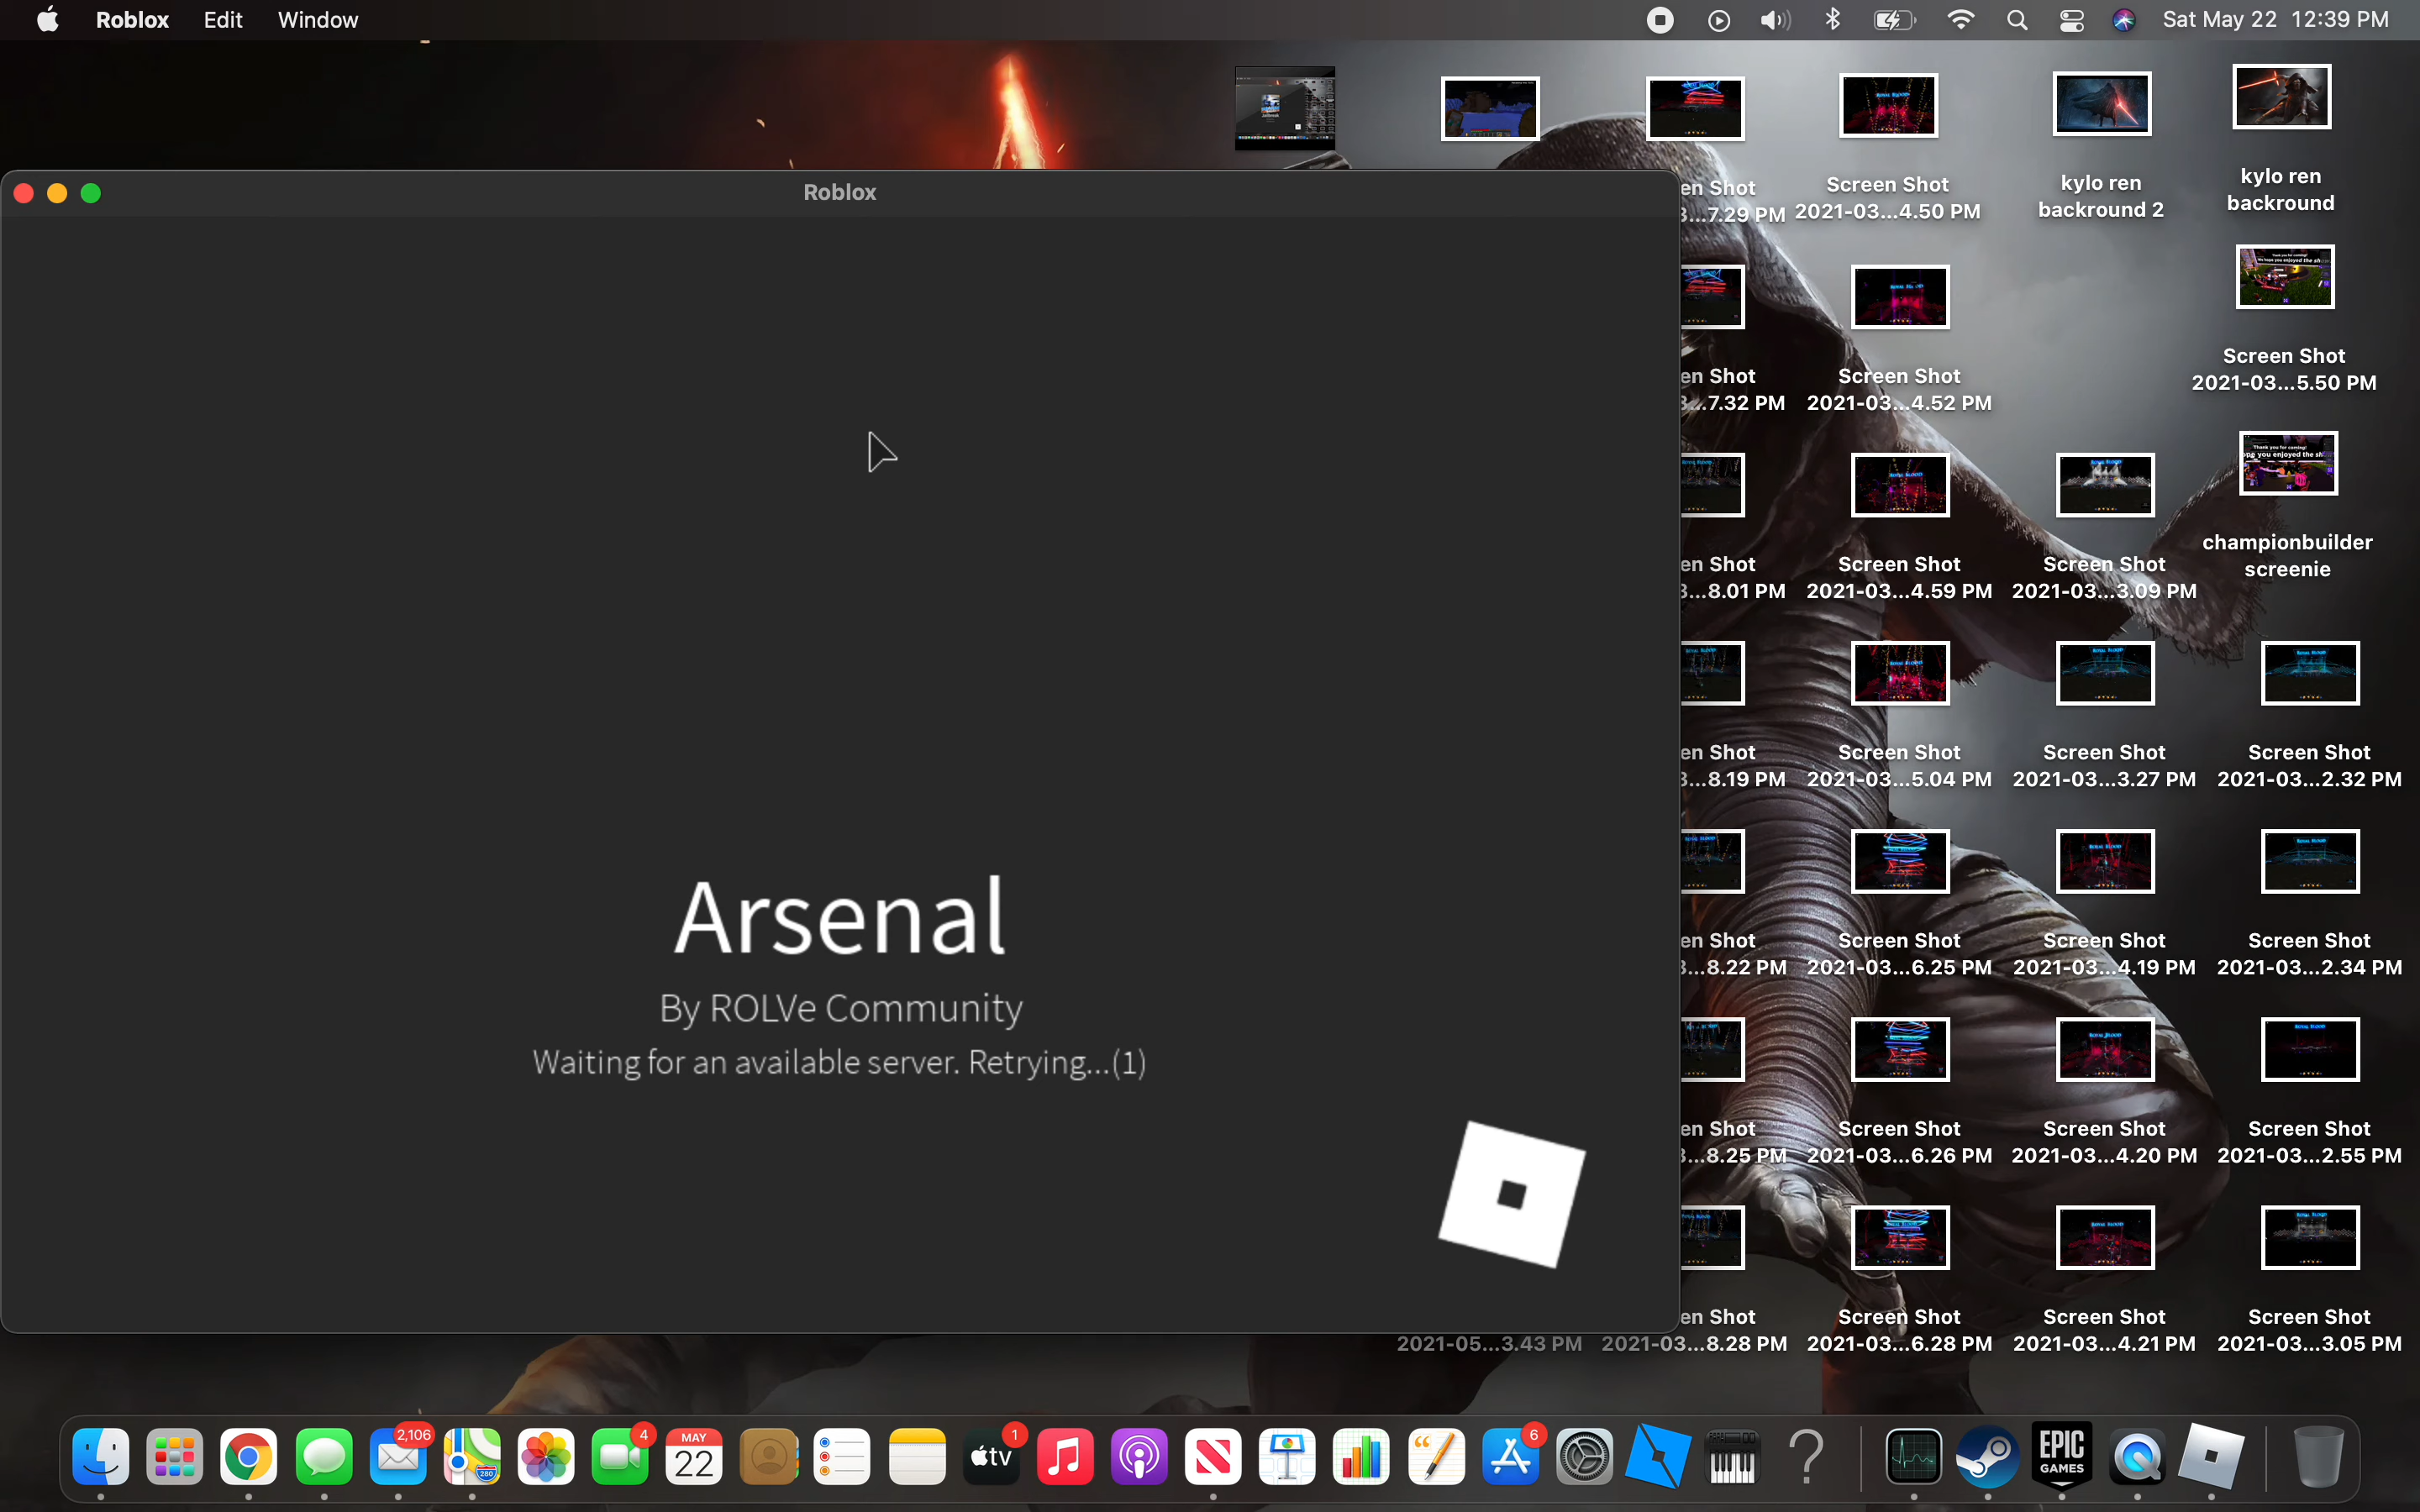 Roblox Edit Window
Sat May 22 12:39 PM
Roblox
Arsenal
By ROLVe Community
Waiting for an available server. Retrying...(1)
en Shot
3...7.29 PM
Screen Shot
2021-03...4.50 PM
kylo ren
backround 2
kylo ren
backround
Screen Shot
2021-03...5.50 PM
en Shot
3...7.32 PM
Screen Shot
2021-03...4.52 PM
championbuilder
screenie
en Shot
3...8.01 PM
Screen Shot
2021-03...4.59 PM
Screen Shot
2021-03...3.09 PM
en Shot
3...8.19 PM
Screen Shot
2021-03...5.04 PM
Screen Shot
2021-03...3.27 PM
Screen Shot
2021-03...2.32 PM
en Shot
3...8.22 PM
Screen Shot
2021-03...6.25 PM
Screen Shot
2021-03...4.19 PM
Screen Shot
2021-03...2.34 PM
en Shot
3...8.25 PM
Screen Shot
2021-03...6.26 PM
Screen Shot
2021-03...4.20 PM
Screen Shot
2021-03...2.55 PM
2021-05...3.43 PM
en Shot
2021-03...8.28 PM
Screen Shot
2021-03...6.28 PM
Screen Shot
2021-03...4.21 PM
Screen Shot
2021-03...3.05 PM
2,106
280
4
MAY
22
tv
1
6
?
EPIC
GAMES